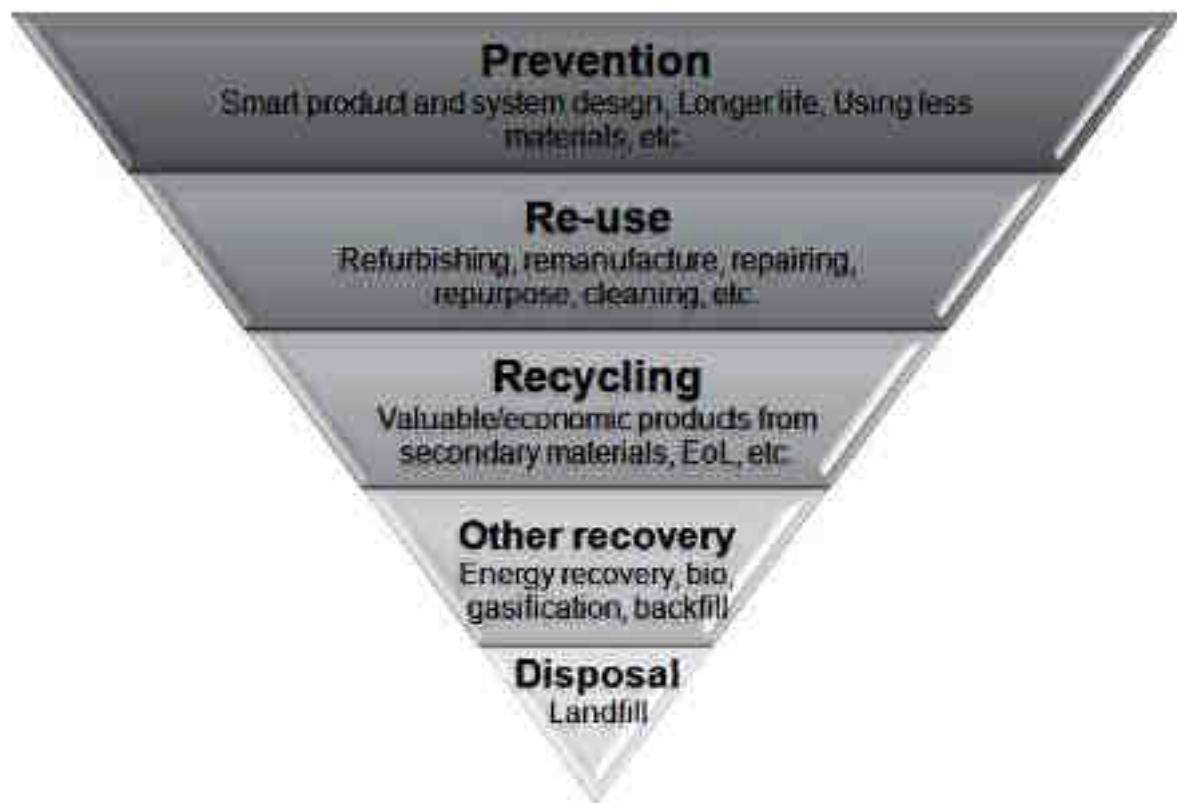 Prevention
Smart product and system design, Longer life, Using less
materials, etc
Re-use
Refurbishing, remanufacture, repairing,
repurpose, cleaning, etc.
Recycling
Valuable/economic products from
secondary materials, EoL, etc
Other recovery
Energy recovery, bio,
gasification, backfill
Disposal
Landfill